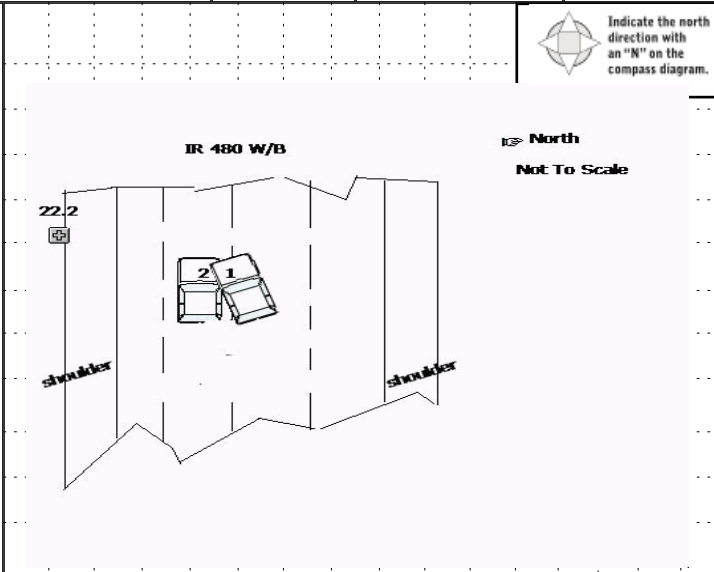 Indicate the north
direction with
an "N" on the
compass diagram.
IR 480 W/B
North
Not To Scale
22.2
2 1
shoulder
shoulder